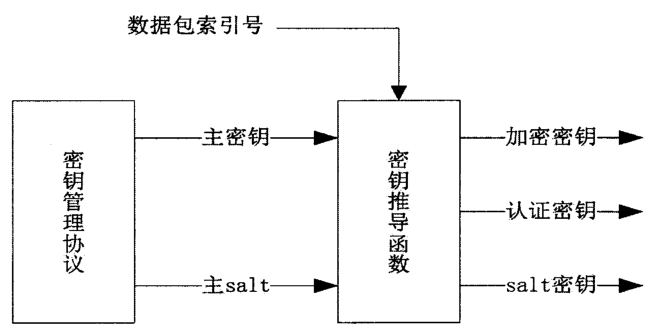 数据包索引号
密钥管理协议
主密钥
主salt
密钥推导函数
加密密钥
认证密钥
salt密钥